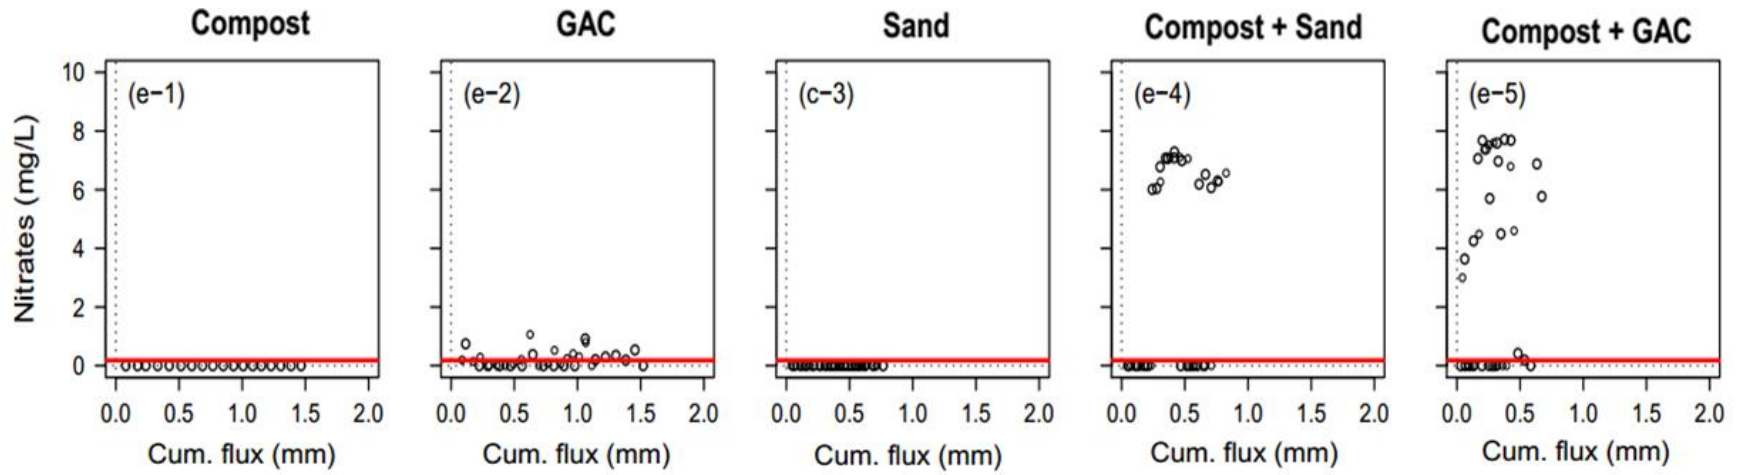 Compost GAC Sand Compost + Sand Compost + GAC
(e−1) (e−2) (c−3) (e−4) (e−5)
Nitrates (mg/L)
10
8
6
4
2
0
0.0 0.5 1.0 1.5 2.0 0.0 0.5 1.0 1.5 2.0 0.0 0.5 1.0 1.5 2.0 0.0 0.5 1.0 1.5 2.0 0.0 0.5 1.0 1.5 2.0
Cum. flux (mm) Cum. flux (mm) Cum. flux (mm) Cum. flux (mm) Cum. flux (mm)